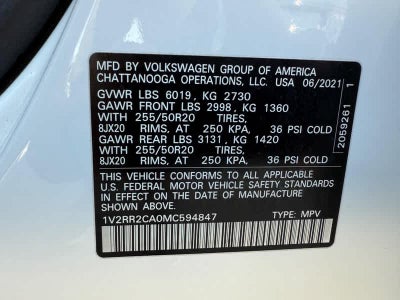 MFD BY VOLKSWAGEN GROUP OF AMERICA
CHATTANOOGA OPERATIONS, LLC. USA 06/2021
GVWR LBS 6019, KG 2730
GAWR FRONT LBS 2998, KG 1360
WITH 255/50R20 TIRES,
8JX20 RIMS, AT 250 KPA, 36 PSI COLD
GAWR REAR LBS 3131, KG 1420
WITH 255/50R20 TIRES,
8JX20 RIMS, AT 250 KPA, 36 PSI COLD
THIS VEHICLE CONFORMS TO ALL APPLICABLE
U.S. FEDERAL MOTOR VEHICLE SAFETY STANDARDS
IN EFFECT ON THE DATE OF MANUFACTURE
SHOWN ABOVE.
1V2RR2CA0MC594847 TYPE: MPV
2059261 1